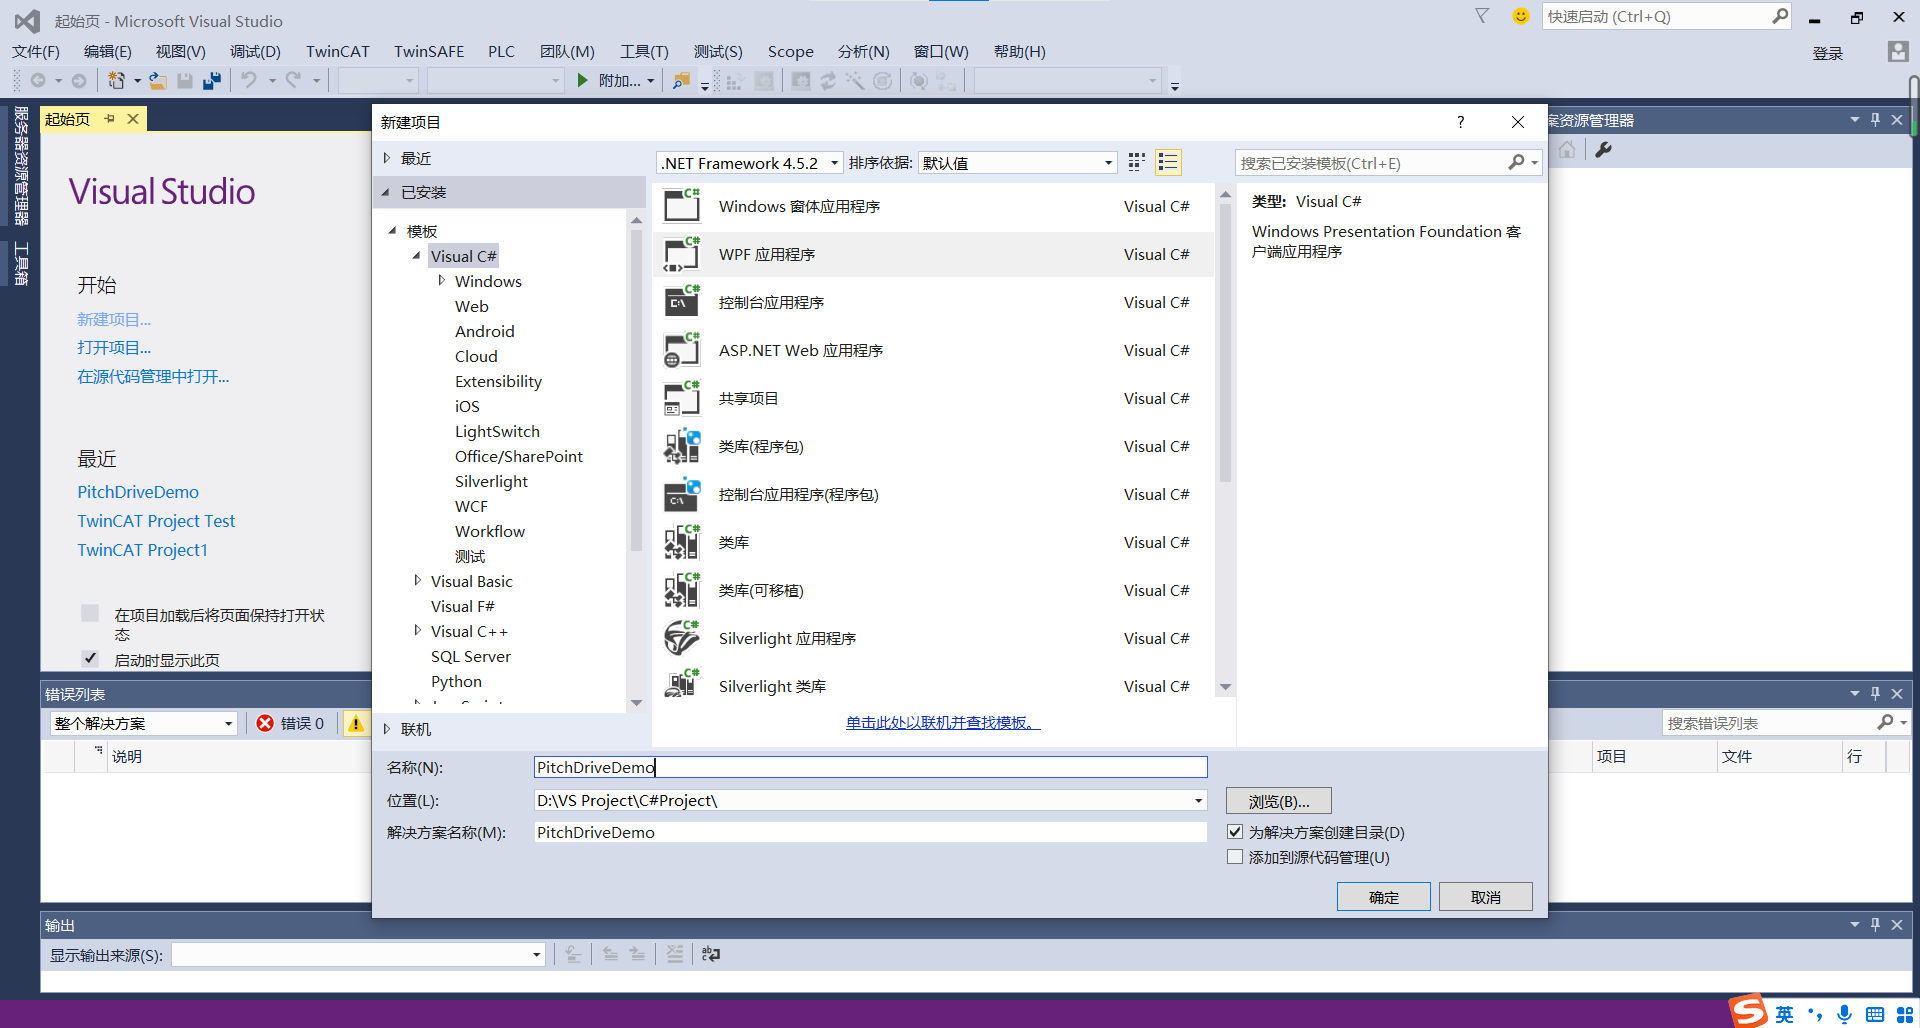 起始页 - Microsoft Visual Studio
快速启动 (Ctrl+Q)
文件(F) 编辑(E) 视图(V) 调试(D) TwinCAT TwinSAFE PLC 团队(M) 工具(T) 测试(S) Scope 分析(N) 窗口(W) 帮助(H)
登录
附加...
服务器资源管理器
工具箱
起始页
Visual Studio
开始
新建项目...
打开项目...
在源代码管理中打开...
最近
PitchDriveDemo
TwinCAT Project Test
TwinCAT Project1
在项目加载后将页面保持打开状
态
启动时显示此页
新建项目
?
最近
已安装
模板
Visual C#
Windows
Web
Android
Cloud
Extensibility
iOS
LightSwitch
Office/SharePoint
Silverlight
WCF
Workflow
测试
Visual Basic
Visual F#
Visual C++
SQL Server
Python
联机
.NET Framework 4.5.2 排序依据: 默认值
搜索已安装模板(Ctrl+E)
Windows 窗体应用程序 Visual C#
WPF 应用程序 Visual C#
控制台应用程序 Visual C#
ASP.NET Web 应用程序 Visual C#
共享项目 Visual C#
类库(程序包) Visual C#
控制台应用程序(程序包) Visual C#
类库 Visual C#
类库(可移植) Visual C#
Silverlight 应用程序 Visual C#
Silverlight 类库 Visual C#
单击此处以联机并查找模板。
类型: Visual C#
Windows Presentation Foundation 客
户端应用程序
名称(N): PitchDriveDemo
位置(L): D:\VS Project\C#Project\
浏览(B)...
解决方案名称(M): PitchDriveDemo
为解决方案创建目录(D)
添加到源代码管理(U)
确定 取消
案资源管理器
错误列表
整个解决方案 错误 0
搜索错误列表
说明 项目 文件 行
输出
显示输出来源(S):
英